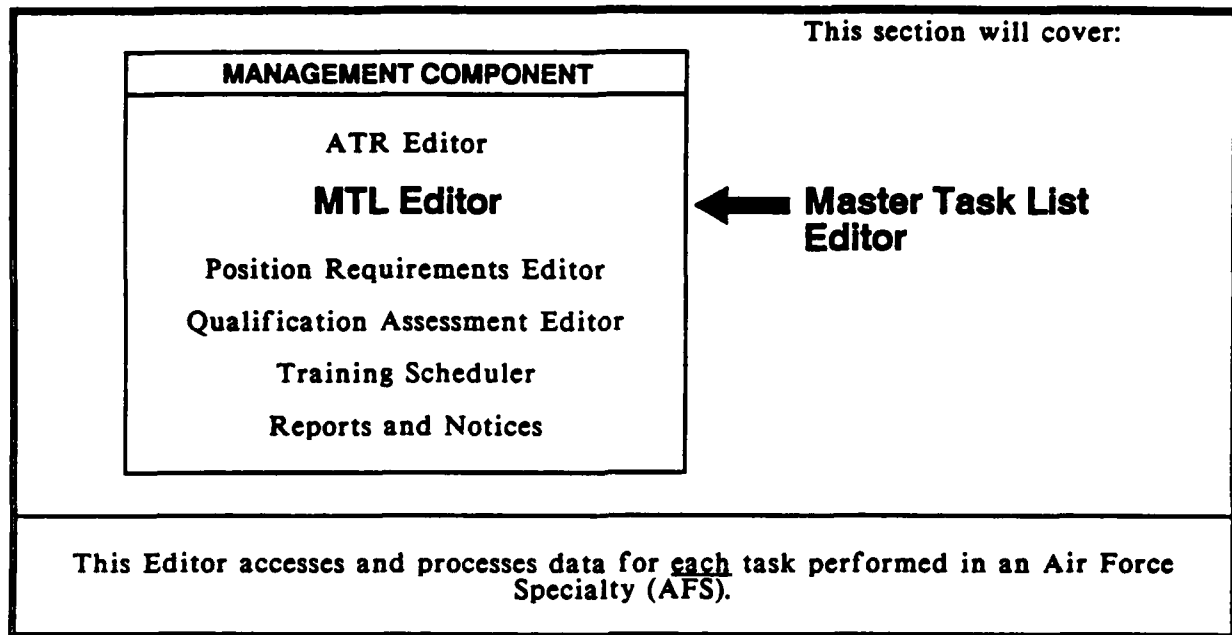 This section will cover:
MANAGEMENT COMPONENT
ATR Editor
MTL Editor
Master Task List
Editor
Position Requirements Editor
Qualification Assessment Editor
Training Scheduler
Reports and Notices
This Editor accesses and processes data for each task performed in an Air Force
Specialty (AFS).